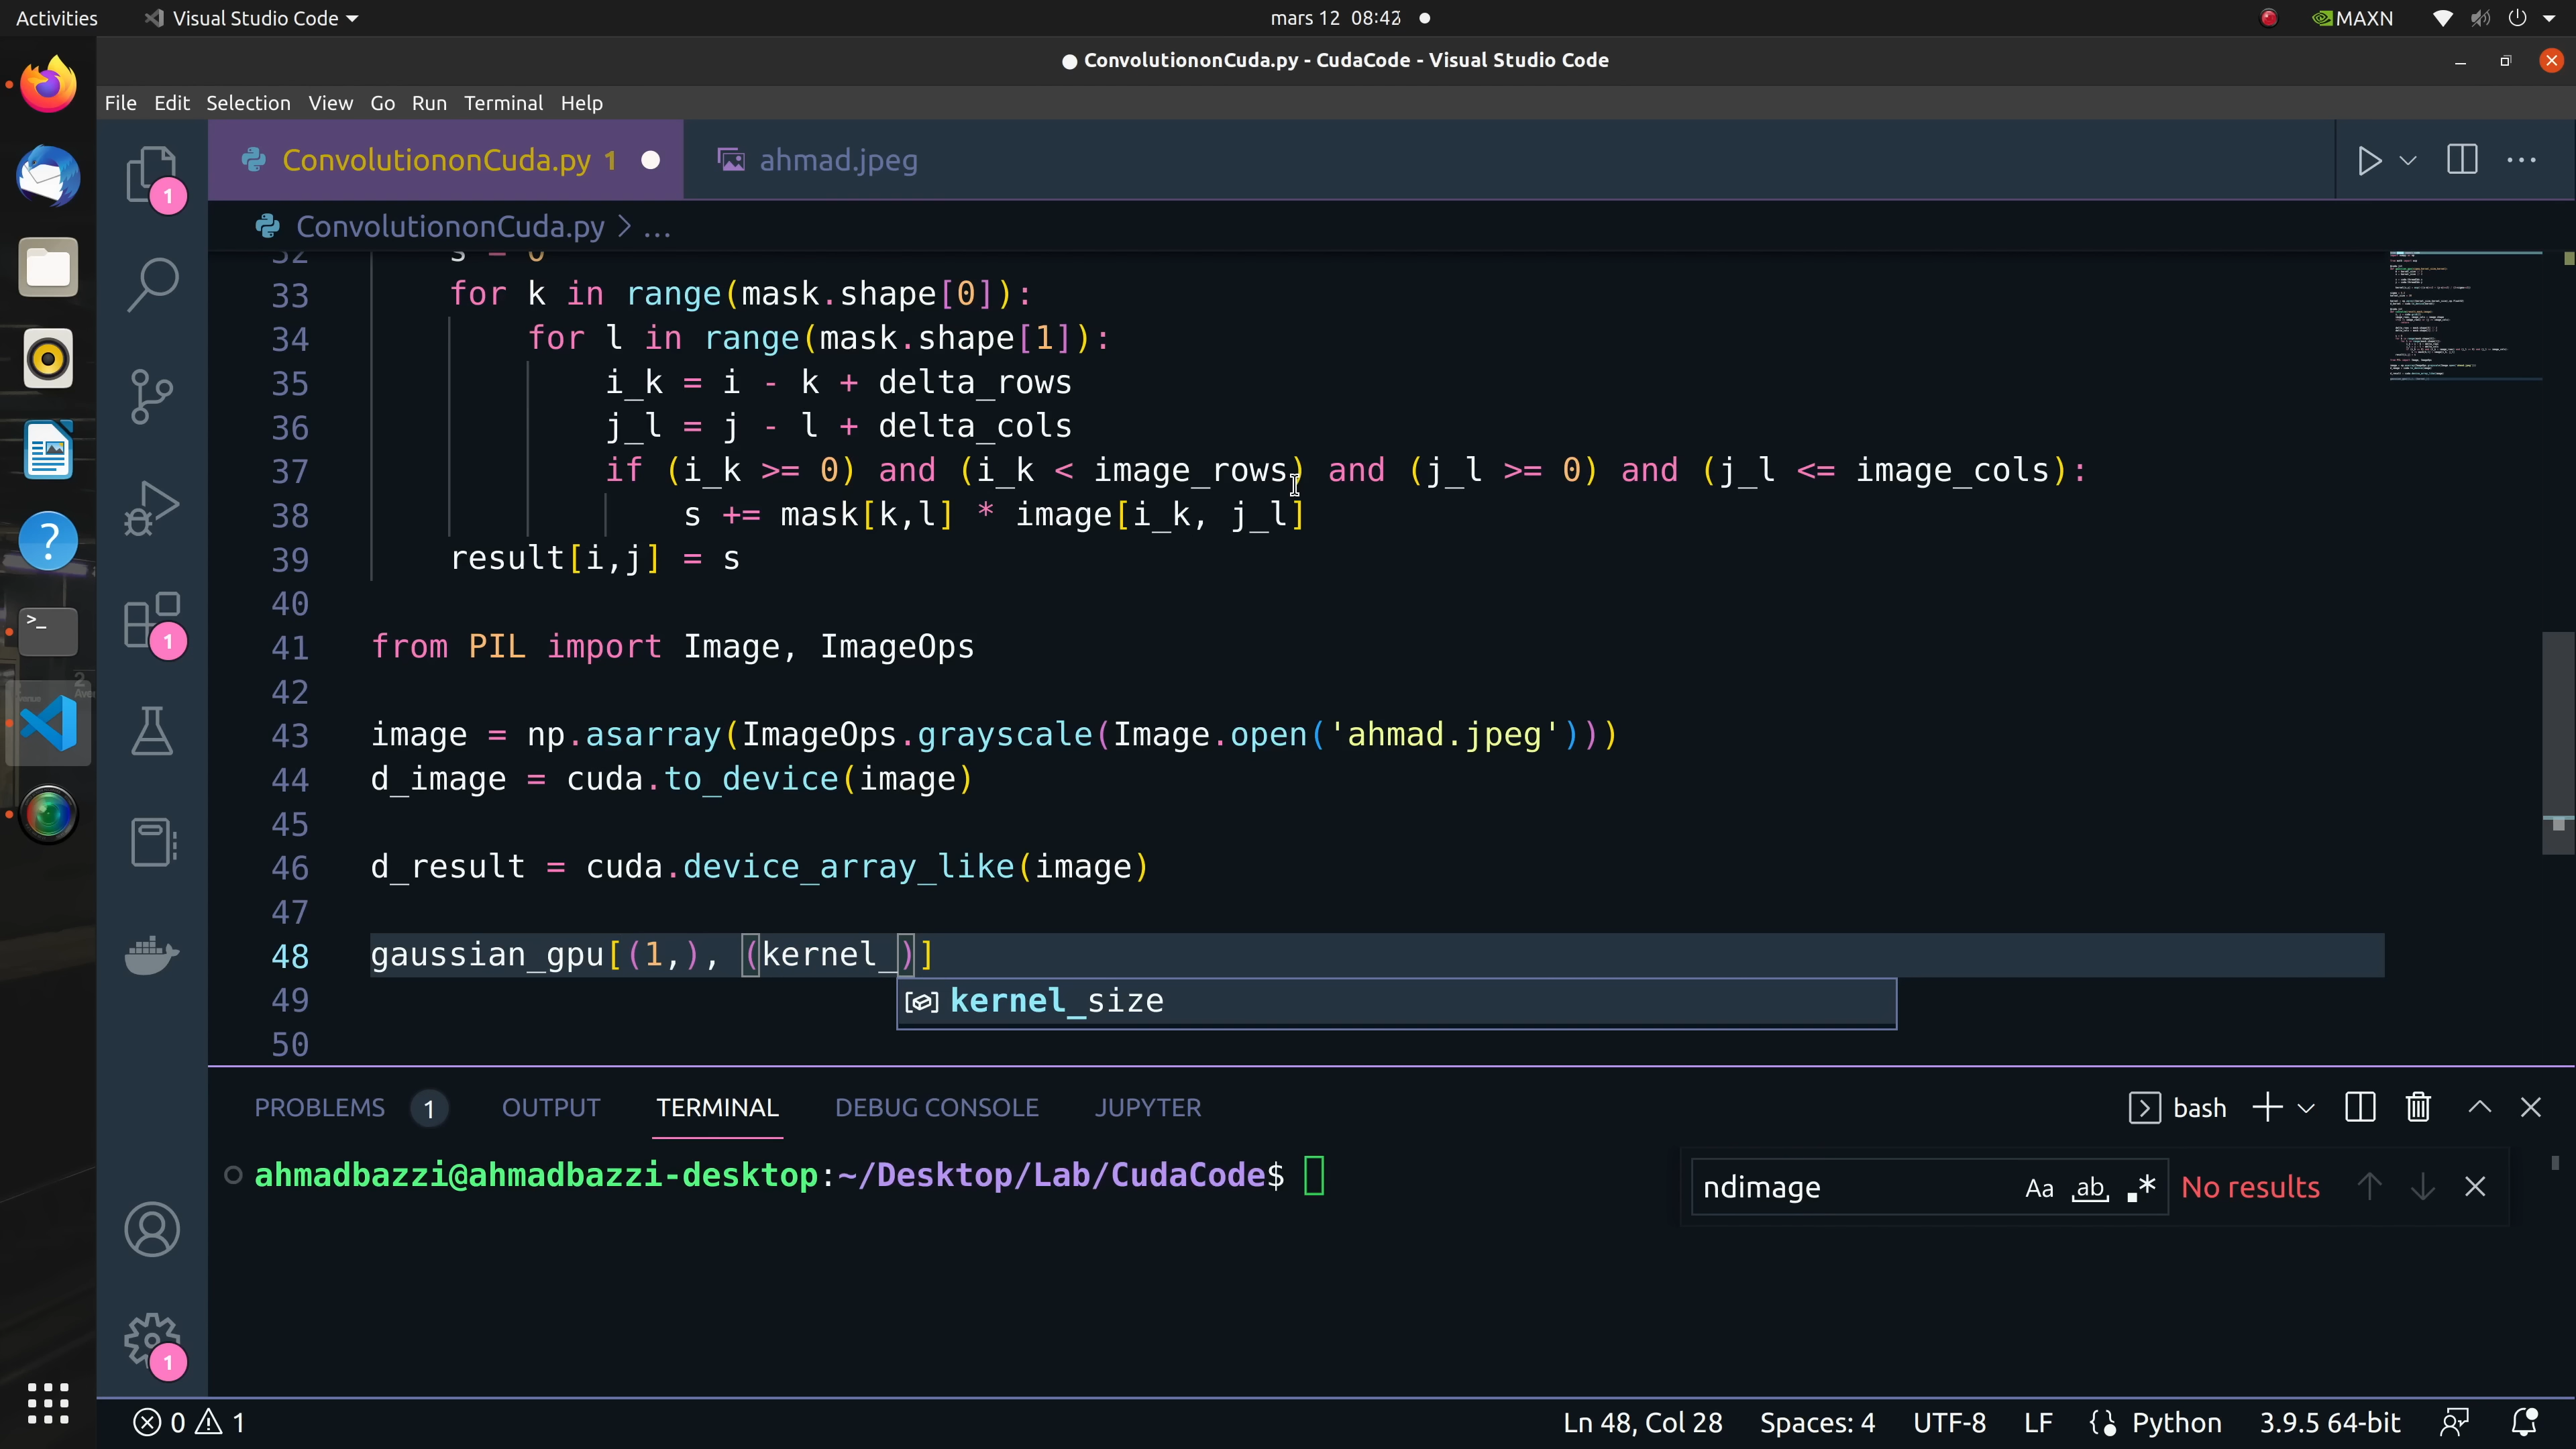 Activities Visual Studio Code mars 12 08:42 MAXN
ConvolutiononCuda.py - CudaCode - Visual Studio Code
File Edit Selection View Go Run Terminal Help
ConvolutiononCuda.py 1 ahmad.jpeg
ConvolutiononCuda.py > ...
32 s = 0
33 for k in range(mask.shape[0]):
34 for l in range(mask.shape[1]):
35 i_k = i - k + delta_rows
36 j_l = j - l + delta_cols
37 if (i_k >= 0) and (i_k < image_rows) and (j_l >= 0) and (j_l <= image_cols):
38 s += mask[k,l] * image[i_k, j_l]
39 result[i,j] = s
40
41 from PIL import Image, ImageOps
42
43 image = np.asarray(ImageOps.grayscale(Image.open('ahmad.jpeg')))
44 d_image = cuda.to_device(image)
45
46 d_result = cuda.device_array_like(image)
47
48 gaussian_gpu[(1,), (kernel_)]
49 kernel_size
50
PROBLEMS 1 OUTPUT TERMINAL DEBUG CONSOLE JUPYTER bash
ahmadbazzi@ahmadbazzi-desktop:~/Desktop/Lab/CudaCode$
ndimage Aa ab .* No results
1
1
1
0 1 Ln 48, Col 28 Spaces: 4 UTF-8 LF Python 3.9.5 64-bit